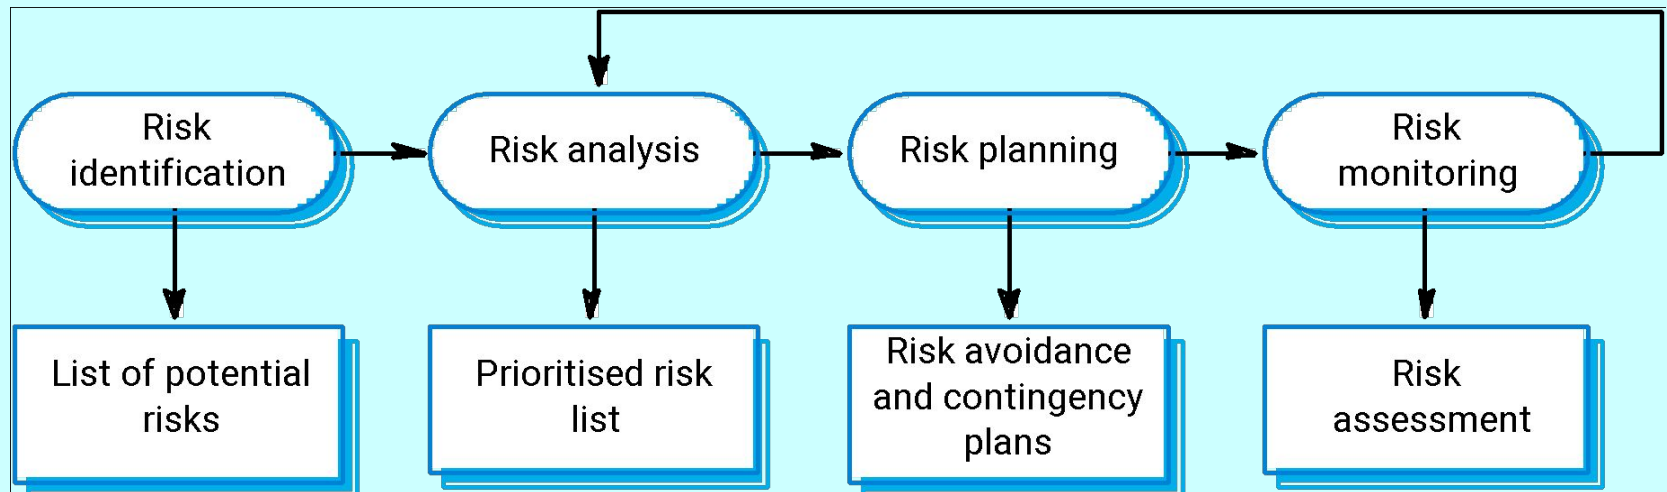 Risk
identification
Risk analysis
Risk planning
Risk
monitoring
List of potential
risks
Prioritised risk
list
Risk avoidance
and contingency
plans
Risk
assessment